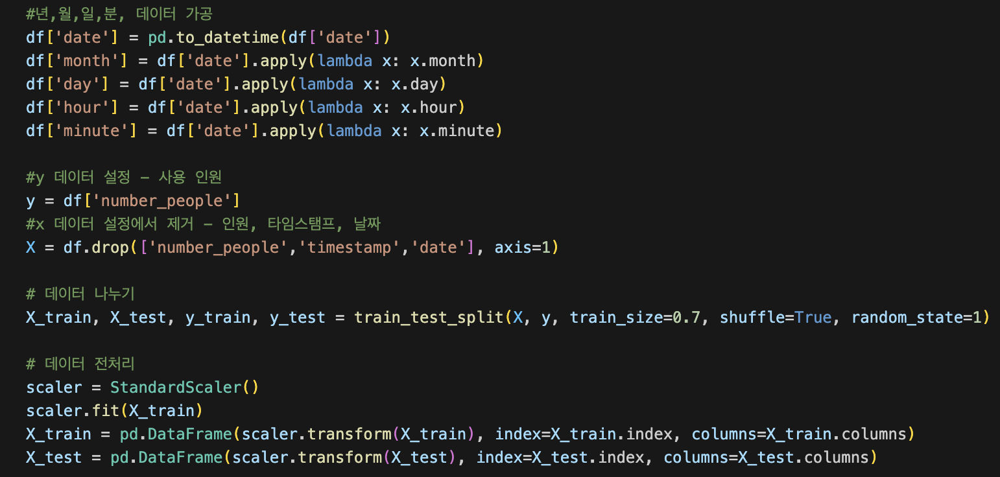 #년,월,일,분, 데이터 가공
df['date'] = pd.to_datetime(df['date'])
df['month'] = df['date'].apply(lambda x: x.month)
df['day'] = df['date'].apply(lambda x: x.day)
df['hour'] = df['date'].apply(lambda x: x.hour)
df['minute'] = df['date'].apply(lambda x: x.minute)
#y 데이터 설정 – 사용 인원
y = df['number_people']
#x 데이터 설정에서 제거 – 인원, 타임스탬프, 날짜
X = df.drop(['number_people','timestamp','date'], axis=1)
# 데이터 나누기
X_train, X_test, y_train, y_test = train_test_split(X, y, train_size=0.7, shuffle=True, random_state=1)
# 데이터 전처리
scaler = StandardScaler()
scaler.fit(X_train)
X_train = pd.DataFrame(scaler.transform(X_train), index=X_train.index, columns=X_train.columns)
X_test = pd.DataFrame(scaler.transform(X_test), index=X_test.index, columns=X_test.columns)